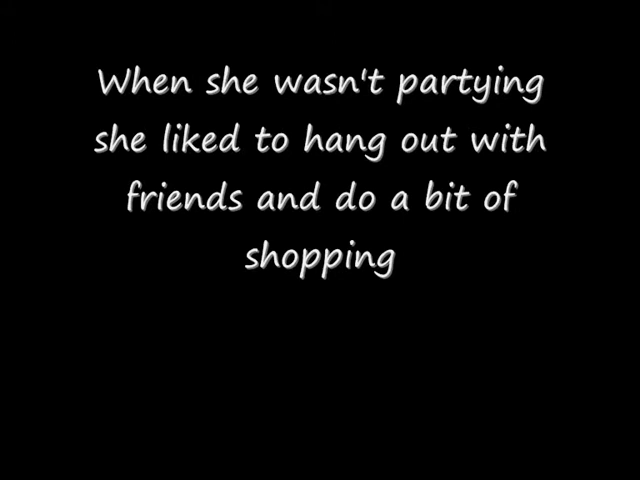 When she wasn't partying
she liked to hang out with
friends and do a bit of
shopping